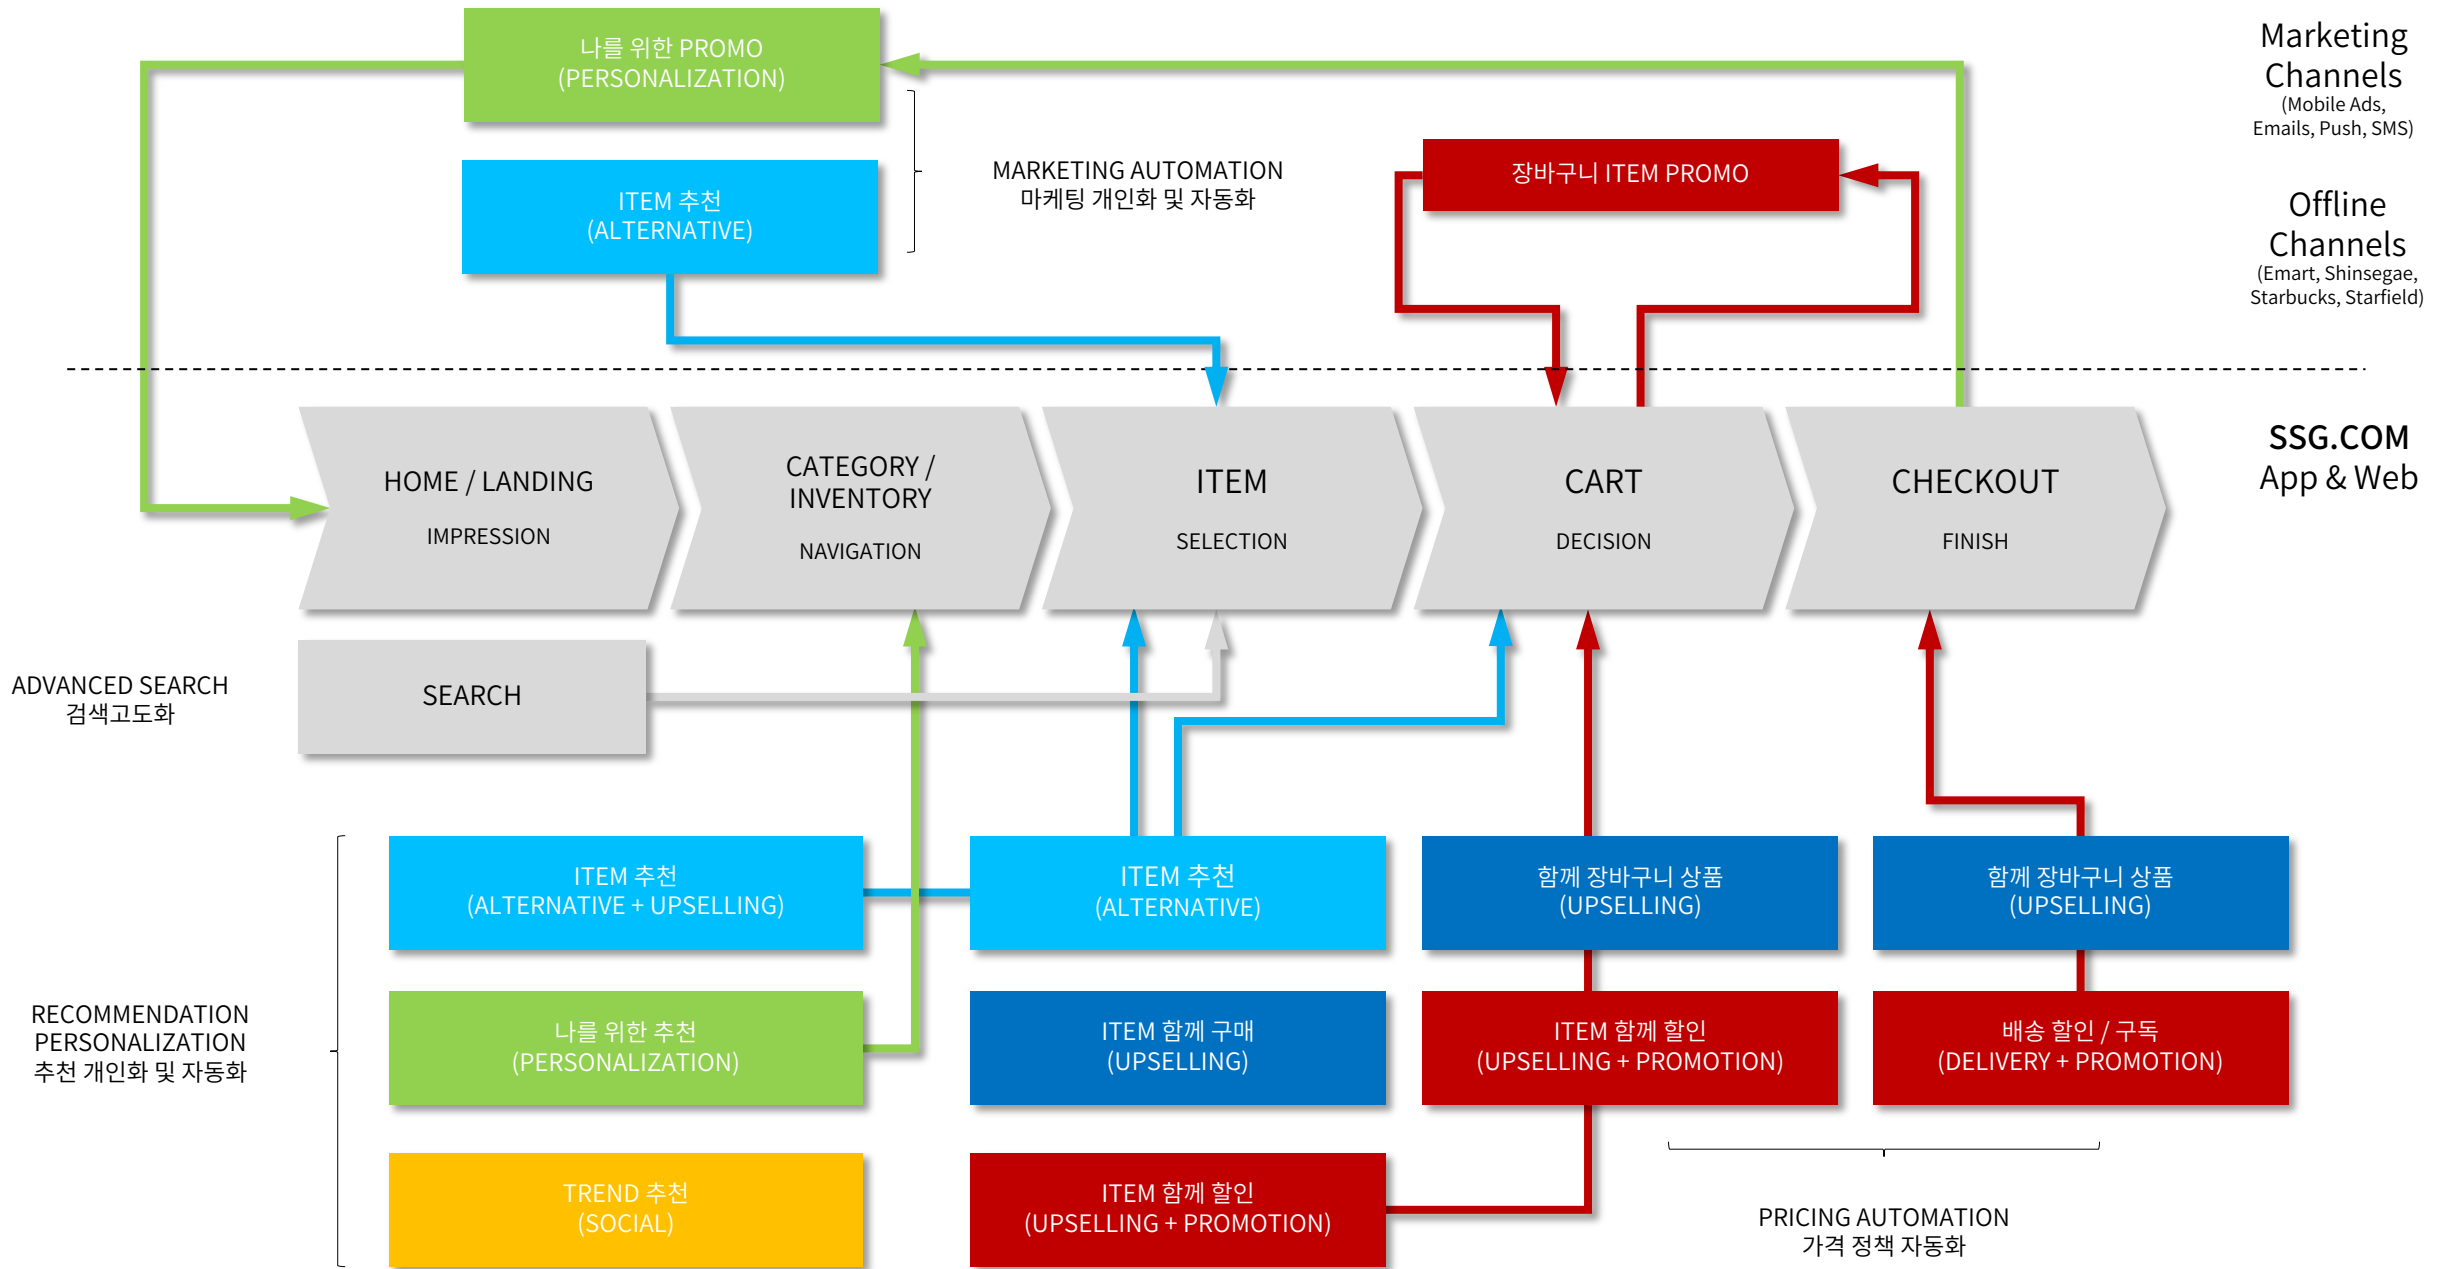 나를 위한 PROMO
(PERSONALIZATION)
Marketing
Channels
(Mobile Ads,
Emails, Push, SMS)
ITEM 추천
(ALTERNATIVE)
MARKETING AUTOMATION
마케팅 개인화 및 자동화
장바구니 ITEM PROMO
Offline
Channels
(Emart, Shinsegae,
Starbucks, Starfield)
HOME / LANDING
IMPRESSION
CATEGORY /
INVENTORY
NAVIGATION
ITEM
SELECTION
CART
DECISION
CHECKOUT
FINISH
SSG.COM
App & Web
ADVANCED SEARCH
검색고도화
SEARCH
RECOMMENDATION
PERSONALIZATION
추천 개인화 및 자동화
ITEM 추천
(ALTERNATIVE + UPSELLING)
ITEM 추천
(ALTERNATIVE)
함께 장바구니 상품
(UPSELLING)
함께 장바구니 상품
(UPSELLING)
나를 위한 추천
(PERSONALIZATION)
ITEM 함께 구매
(UPSELLING)
ITEM 함께 할인
(UPSELLING + PROMOTION)
배송 할인 / 구독
(DELIVERY + PROMOTION)
TREND 추천
(SOCIAL)
ITEM 함께 할인
(UPSELLING + PROMOTION)
PRICING AUTOMATION
가격 정책 자동화